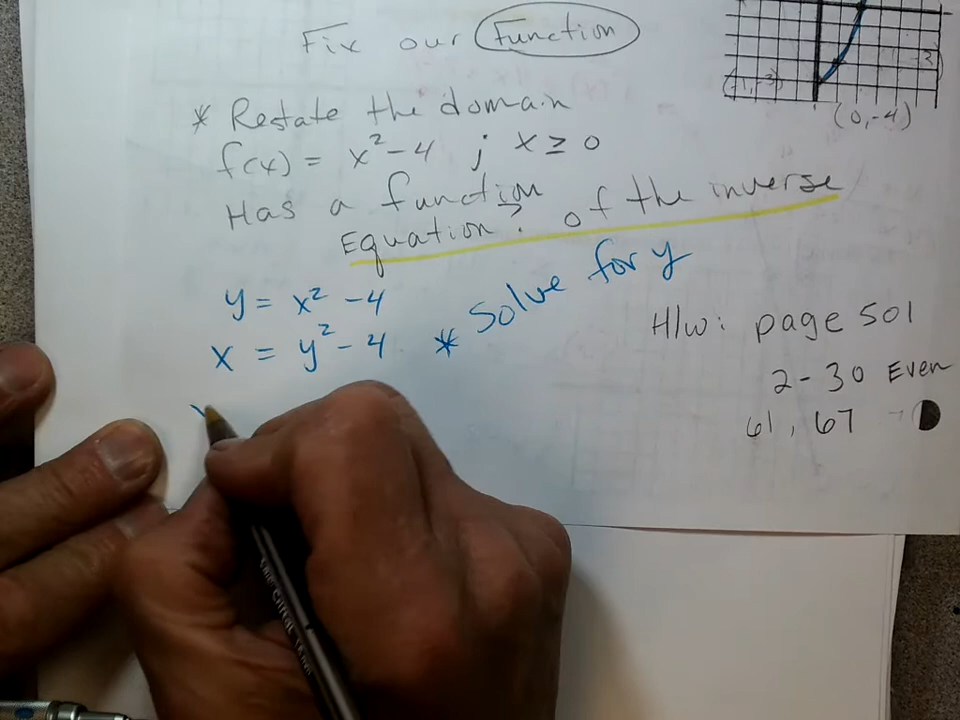 Fix our Function
* Restate the domain
f(x) = x² - 4 ; x ≥ 0
Has a function
Equation? of the inverse
y = x² - 4
x = y² - 4 * Solve for y
H/w: page 501
2 - 30 Even
61, 67
(-1, -3)
(0, -4)